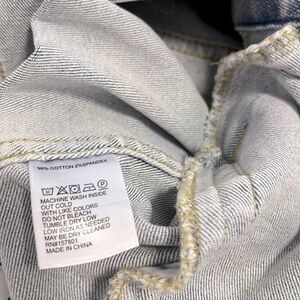 98% COTTON 2%SPANDEX
MACHINE WASH INSIDE
OUT COLD
WITH LIKE COLORS
DO NOT BLEACH
TUMBLE DRY LOW
LOW IRON AS NEEDED
MAY BE DRY CLEANED
RN#157801
MADE IN CHINA